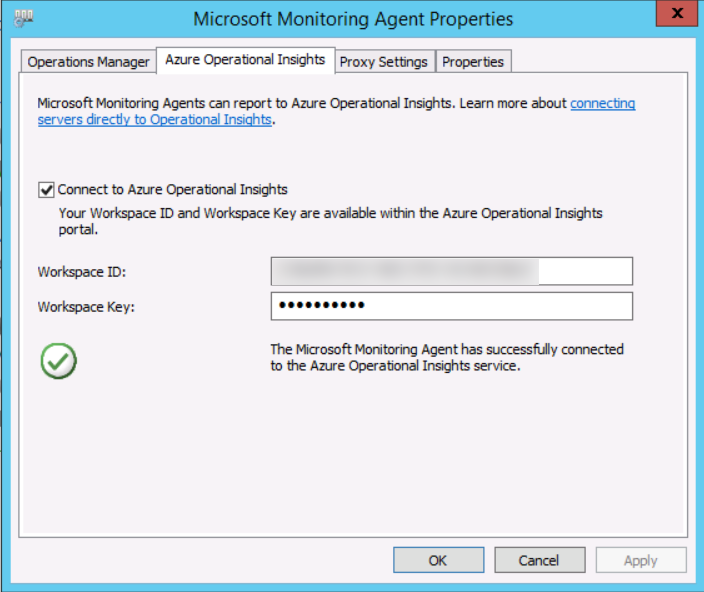 Microsoft Monitoring Agent Properties
x
Operations Manager
Azure Operational Insights
Proxy Settings
Properties
Microsoft Monitoring Agents can report to Azure Operational Insights. Learn more about connecting
servers directly to Operational Insights.
Connect to Azure Operational Insights
Your Workspace ID and Workspace Key are available within the Azure Operational Insights
portal.
Workspace ID:
Workspace Key:
••••••••••
The Microsoft Monitoring Agent has successfully connected
to the Azure Operational Insights service.
OK
Cancel
Apply